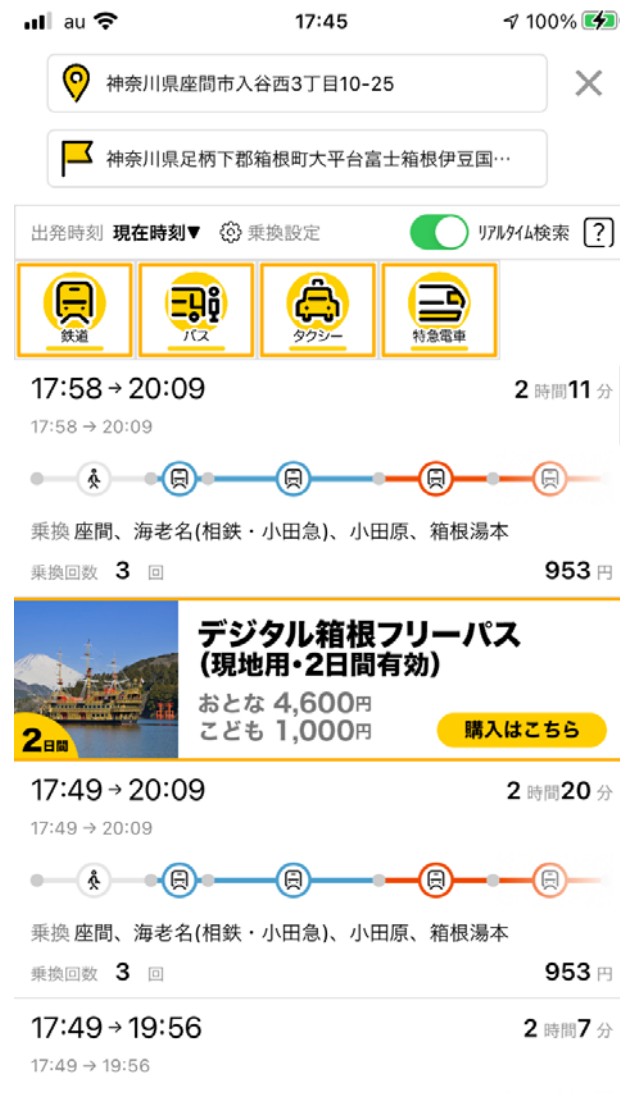 au 17:45 100%
神奈川県座間市入谷西3丁目10-25
神奈川県足柄下郡箱根町大平台富士箱根伊豆国…
出発時刻 現在時刻▼ 乗換設定 リアルタイム検索 ?
鉄道 バス タクシー 特急電車
17:58→20:09 2時間11分
17:58 → 20:09
乗換 座間、海老名(相鉄・小田急)、小田原、箱根湯本
乗換回数 3 回 953 円
デジタル箱根フリーパス
(現地用・2日間有効)
おとな 4,600円
こども 1,000円
2日間 購入はこちら
17:49→20:09 2時間20分
17:49 → 20:09
乗換 座間、海老名(相鉄・小田急)、小田原、箱根湯本
乗換回数 3 回 953 円
17:49→19:56 2時間7分
17:49 → 19:56